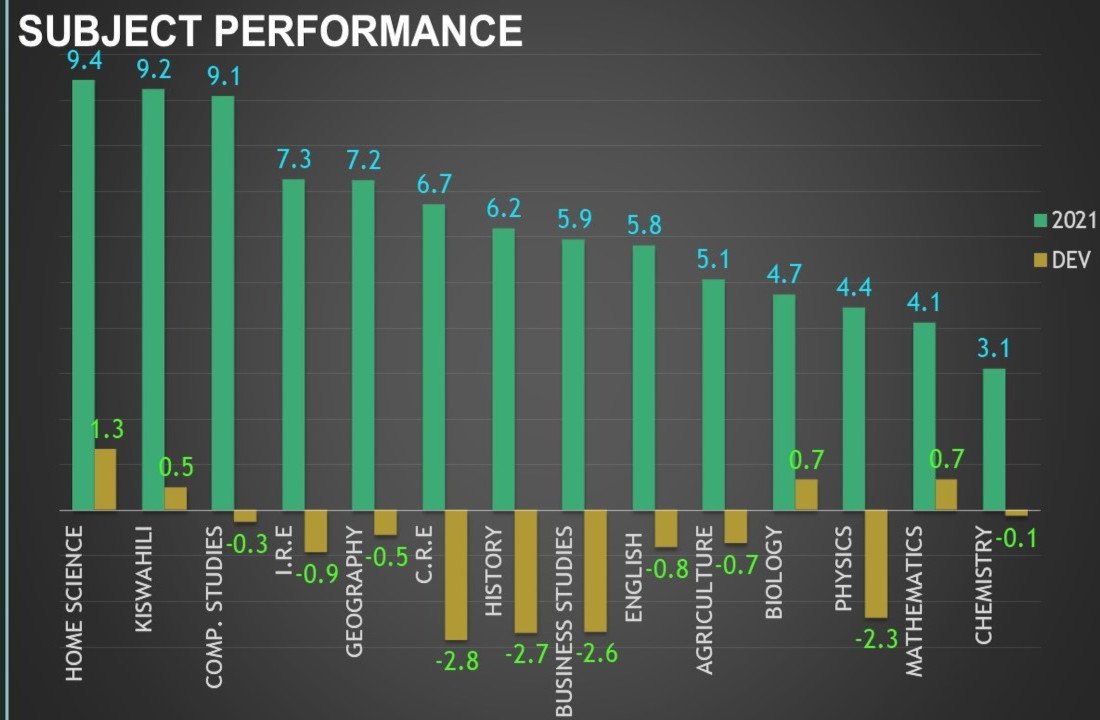 SUBJECT PERFORMANCE
9.4
9.2
9.1
7.3
7.2
6.7
6.2
5.9
5.8
5.1
4.7
4.4
4.1
3.1
2021
DEV
1.3
0.5
-0.3
-0.9
-0.5
-2.8
-2.7
-2.6
-0.8
-0.7
0.7
-2.3
0.7
-0.1
HOME SCIENCE
KISWAHILI
COMP. STUDIES
I.R.E
GEOGRAPHY
C.R.E
HISTORY
BUSINESS STUDIES
ENGLISH
AGRICULTURE
BIOLOGY
PHYSICS
MATHEMATICS
CHEMISTRY